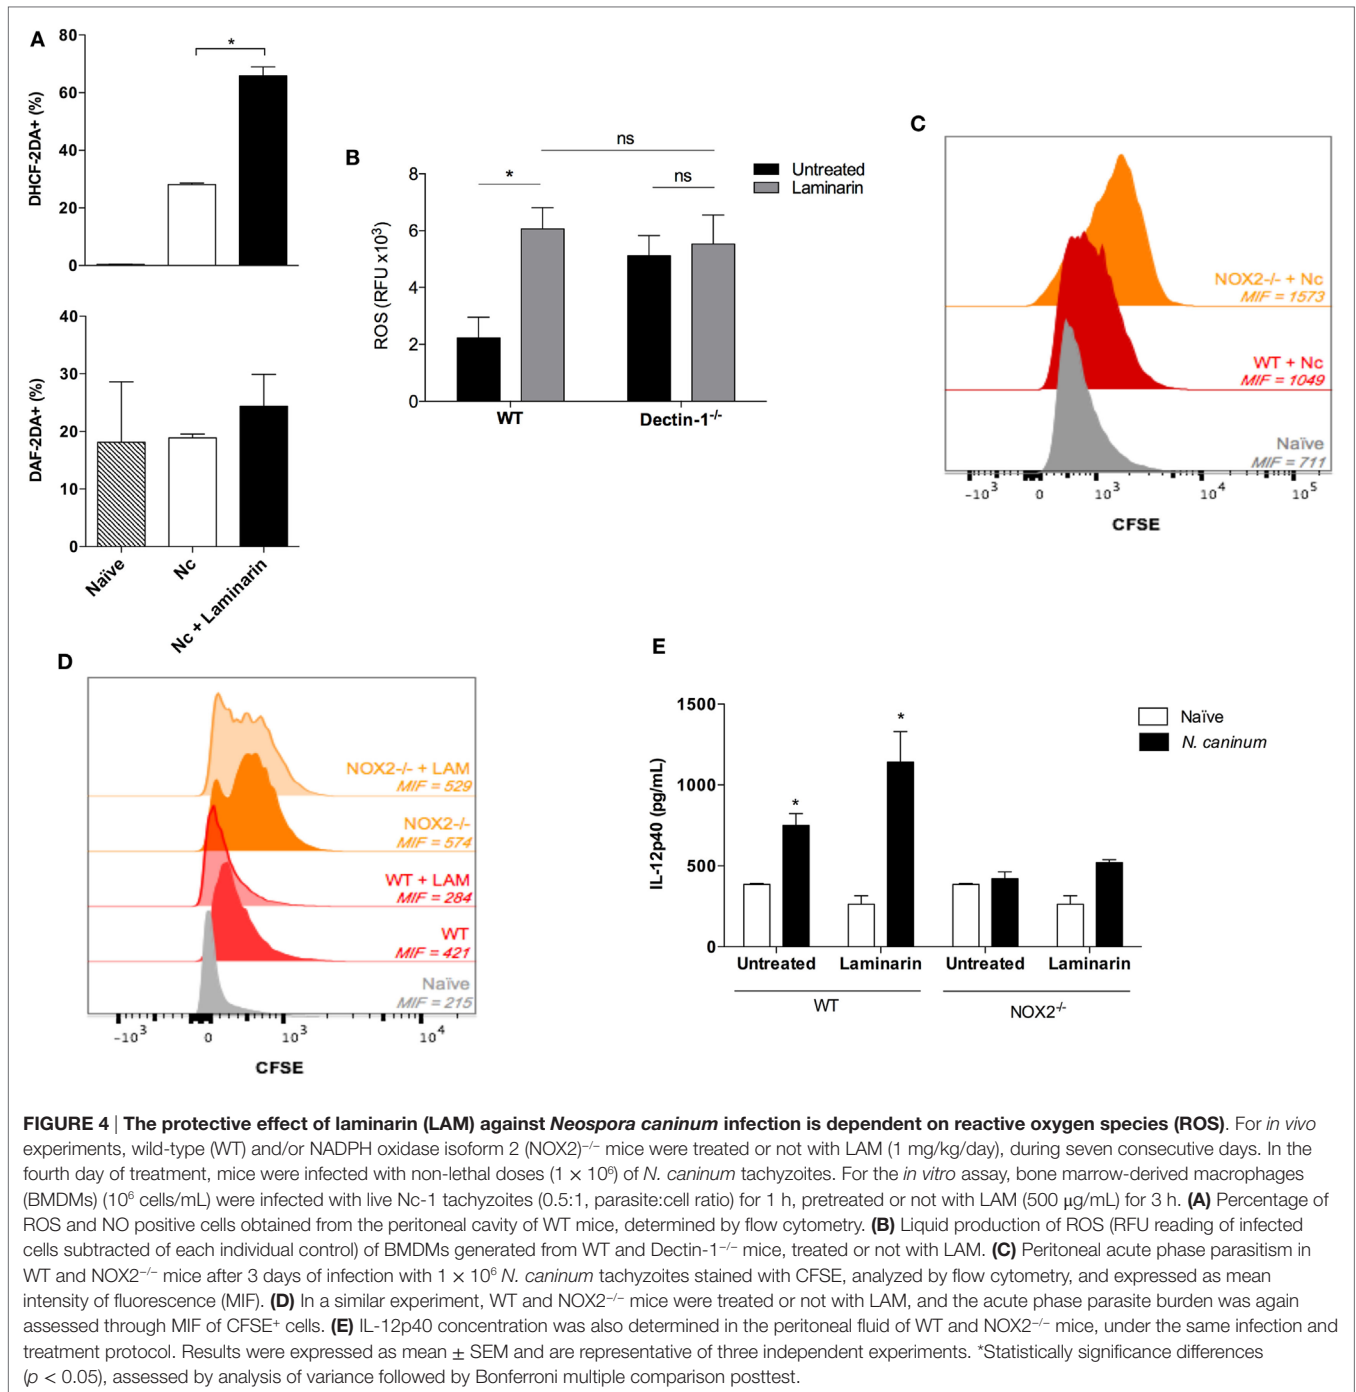 A
80
60
40
20
0
DHCF-2DA+ (%)
*
40
30
20
10
0
DAF-2DA+ (%)
Naïve
Nc
Nc + Laminarin
B
8
6
4
2
0
ROS (RFU x10³)
*
ns
ns
Untreated
Laminarin
WT
Dectin-1⁻/⁻
C
NOX2-/- + Nc
MIF = 1573
WT + Nc
MIF = 1049
Naïve
MIF = 711
-10³ 0 10³ 10⁴ 10⁵
CFSE
D
NOX2-/- + LAM
MIF = 529
NOX2-/-
MIF = 574
WT + LAM
MIF = 284
WT
MIF = 421
Naïve
MIF = 215
-10³ 0 10³ 10⁴
CFSE
E
1500
1000
500
0
IL-12p40 (pg/mL)
*
*
Naïve
N. caninum
Untreated Laminarin Untreated Laminarin
WT NOX2⁻/⁻
FIGURE 4 | The protective effect of laminarin (LAM) against Neospora caninum infection is dependent on reactive oxygen species (ROS). For in vivo
experiments, wild-type (WT) and/or NADPH oxidase isoform 2 (NOX2)⁻/⁻ mice were treated or not with LAM (1 mg/kg/day), during seven consecutive days. In the
fourth day of treatment, mice were infected with non-lethal doses (1 × 10⁶) of N. caninum tachyzoites. For the in vitro assay, bone marrow-derived macrophages
(BMDMs) (10⁶ cells/mL) were infected with live Nc-1 tachyzoites (0.5:1, parasite:cell ratio) for 1 h, pretreated or not with LAM (500 μg/mL) for 3 h. (A) Percentage of
ROS and NO positive cells obtained from the peritoneal cavity of WT mice, determined by flow cytometry. (B) Liquid production of ROS (RFU reading of infected
cells subtracted of each individual control) of BMDMs generated from WT and Dectin-1⁻/⁻ mice, treated or not with LAM. (C) Peritoneal acute phase parasitism in
WT and NOX2⁻/⁻ mice after 3 days of infection with 1 × 10⁶ N. caninum tachyzoites stained with CFSE, analyzed by flow cytometry, and expressed as mean
intensity of fluorescence (MIF). (D) In a similar experiment, WT and NOX2⁻/⁻ mice were treated or not with LAM, and the acute phase parasite burden was again
assessed through MIF of CFSE⁺ cells. (E) IL-12p40 concentration was also determined in the peritoneal fluid of WT and NOX2⁻/⁻ mice, under the same infection and
treatment protocol. Results were expressed as mean ± SEM and are representative of three independent experiments. *Statistically significance differences
(p < 0.05), assessed by analysis of variance followed by Bonferroni multiple comparison posttest.